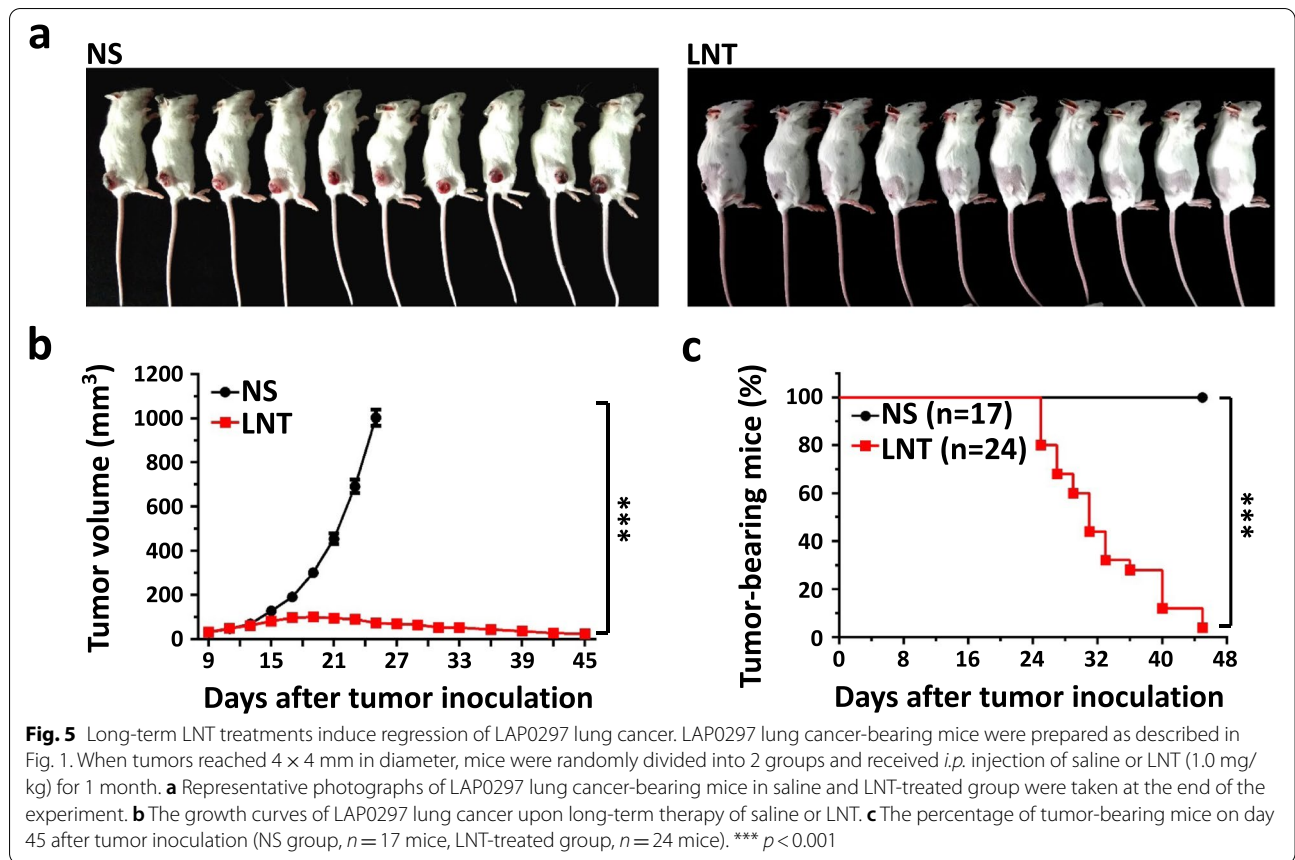 a
NS
LNT
b
Tumor volume (mm³)
1200
1000
800
600
400
200
0
NS
LNT
***
9 15 21 27 33 39 45
Days after tumor inoculation
c
Tumor-bearing mice (%)
100
80
60
40
20
0
NS (n=17)
LNT (n=24)
***
0 8 16 24 32 40 48
Days after tumor inoculation
Fig. 5 Long-term LNT treatments induce regression of LAP0297 lung cancer. LAP0297 lung cancer-bearing mice were prepared as described in
Fig. 1. When tumors reached 4 × 4 mm in diameter, mice were randomly divided into 2 groups and received i.p. injection of saline or LNT (1.0 mg/
kg) for 1 month. a Representative photographs of LAP0297 lung cancer-bearing mice in saline and LNT-treated group were taken at the end of the
experiment. b The growth curves of LAP0297 lung cancer upon long-term therapy of saline or LNT. c The percentage of tumor-bearing mice on day
45 after tumor inoculation (NS group, n = 17 mice, LNT-treated group, n = 24 mice). *** p < 0.001